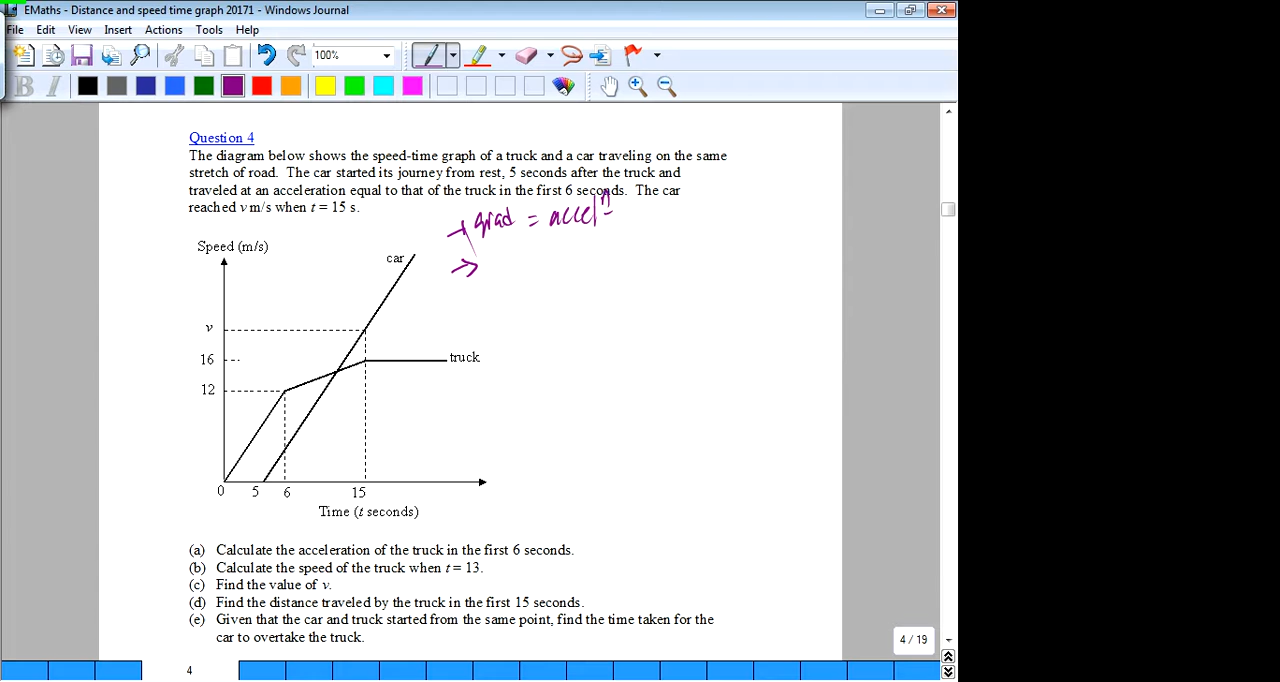 EMaths - Distance and speed time graph 20171 - Windows Journal
File Edit View Insert Actions Tools Help
100%
B I
Question 4
The diagram below shows the speed-time graph of a truck and a car traveling on the same
stretch of road. The car started its journey from rest, 5 seconds after the truck and
traveled at an acceleration equal to that of the truck in the first 6 seconds. The car
reached v m/s when t = 15 s.
→ grad = accelⁿ
→
Speed (m/s)
car
v
16
truck
12
0 5 6 15
Time (t seconds)
(a) Calculate the acceleration of the truck in the first 6 seconds.
(b) Calculate the speed of the truck when t = 13.
(c) Find the value of v.
(d) Find the distance traveled by the truck in the first 15 seconds.
(e) Given that the car and truck started from the same point, find the time taken for the
car to overtake the truck.
4 / 19
4